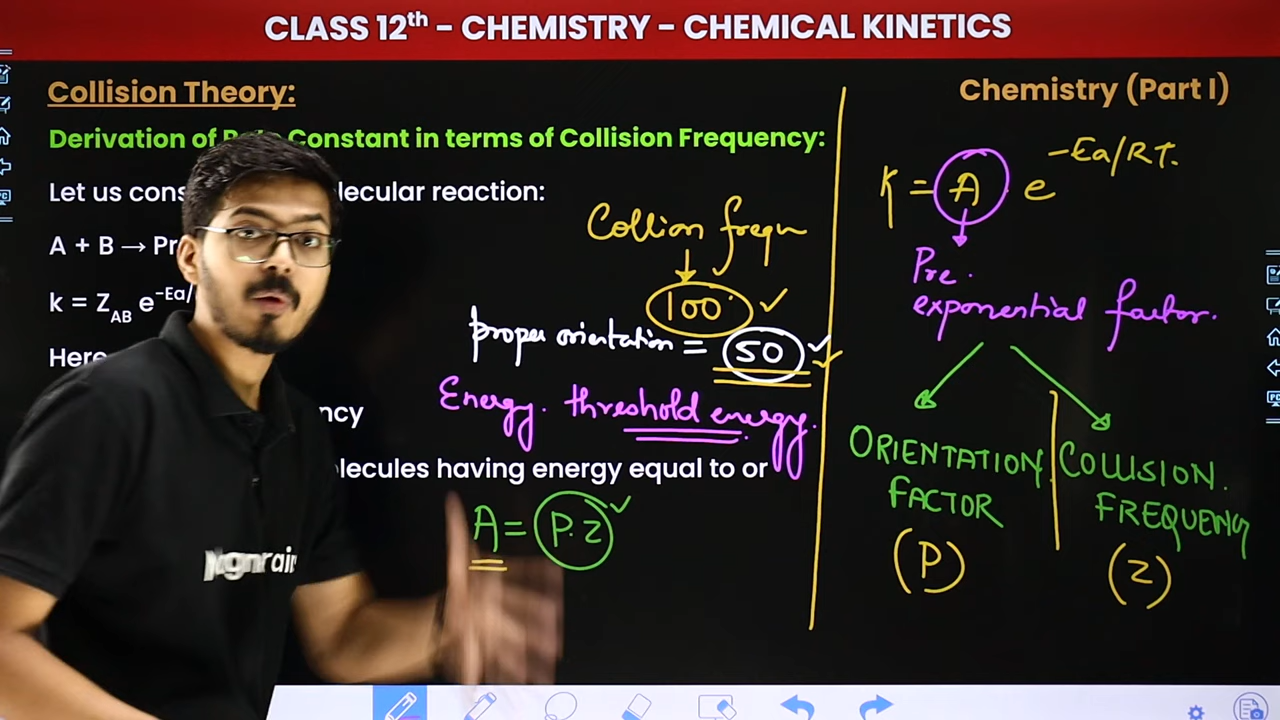 CLASS 12th - CHEMISTRY - CHEMICAL KINETICS
Collision Theory:
Derivation of Constant in terms of Collision Frequency:
Let us cons lecular reaction:
A + B → Pr
k = Z_AB e^-Ea/
Here
ncy
lecules having energy equal to or
Collion frequ
100
proper orientation = 50
Energy. threshold energy.
A = P.Z
Chemistry (Part I)
K = A e^-Ea/RT.
Pre.
exponential factor.
ORIENTATION
FACTOR
(P)
COLLISION.
FREQUENCY
(Z)